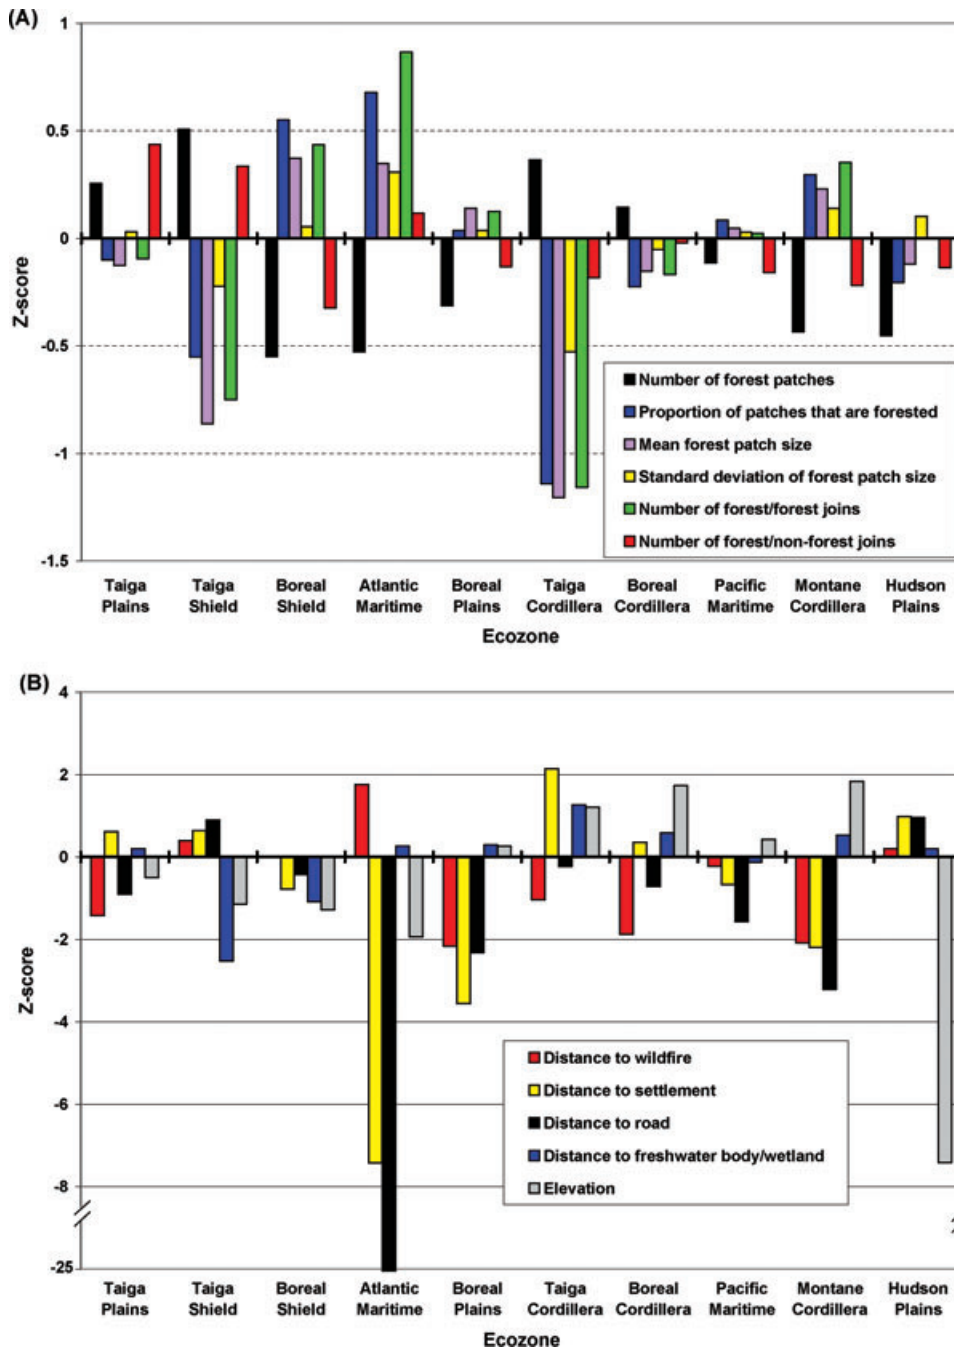 (A)
1
0.5
0
-0.5
-1
-1.5
Z-score
Number of forest patches
Proportion of patches that are forested
Mean forest patch size
Standard deviation of forest patch size
Number of forest/forest joins
Number of forest/non-forest joins
Taiga Taiga Boreal Atlantic Boreal Taiga Boreal Pacific Montane Hudson
Plains Shield Shield Maritime Plains Cordillera Cordillera Maritime Cordillera Plains
Ecozone
(B)
4
2
0
-2
-4
-6
-8
-25
Z-score
Distance to wildfire
Distance to settlement
Distance to road
Distance to freshwater body/wetland
Elevation
Taiga Taiga Boreal Atlantic Boreal Taiga Boreal Pacific Montane Hudson
Plains Shield Shield Maritime Plains Cordillera Cordillera Maritime Cordillera Plains
Ecozone